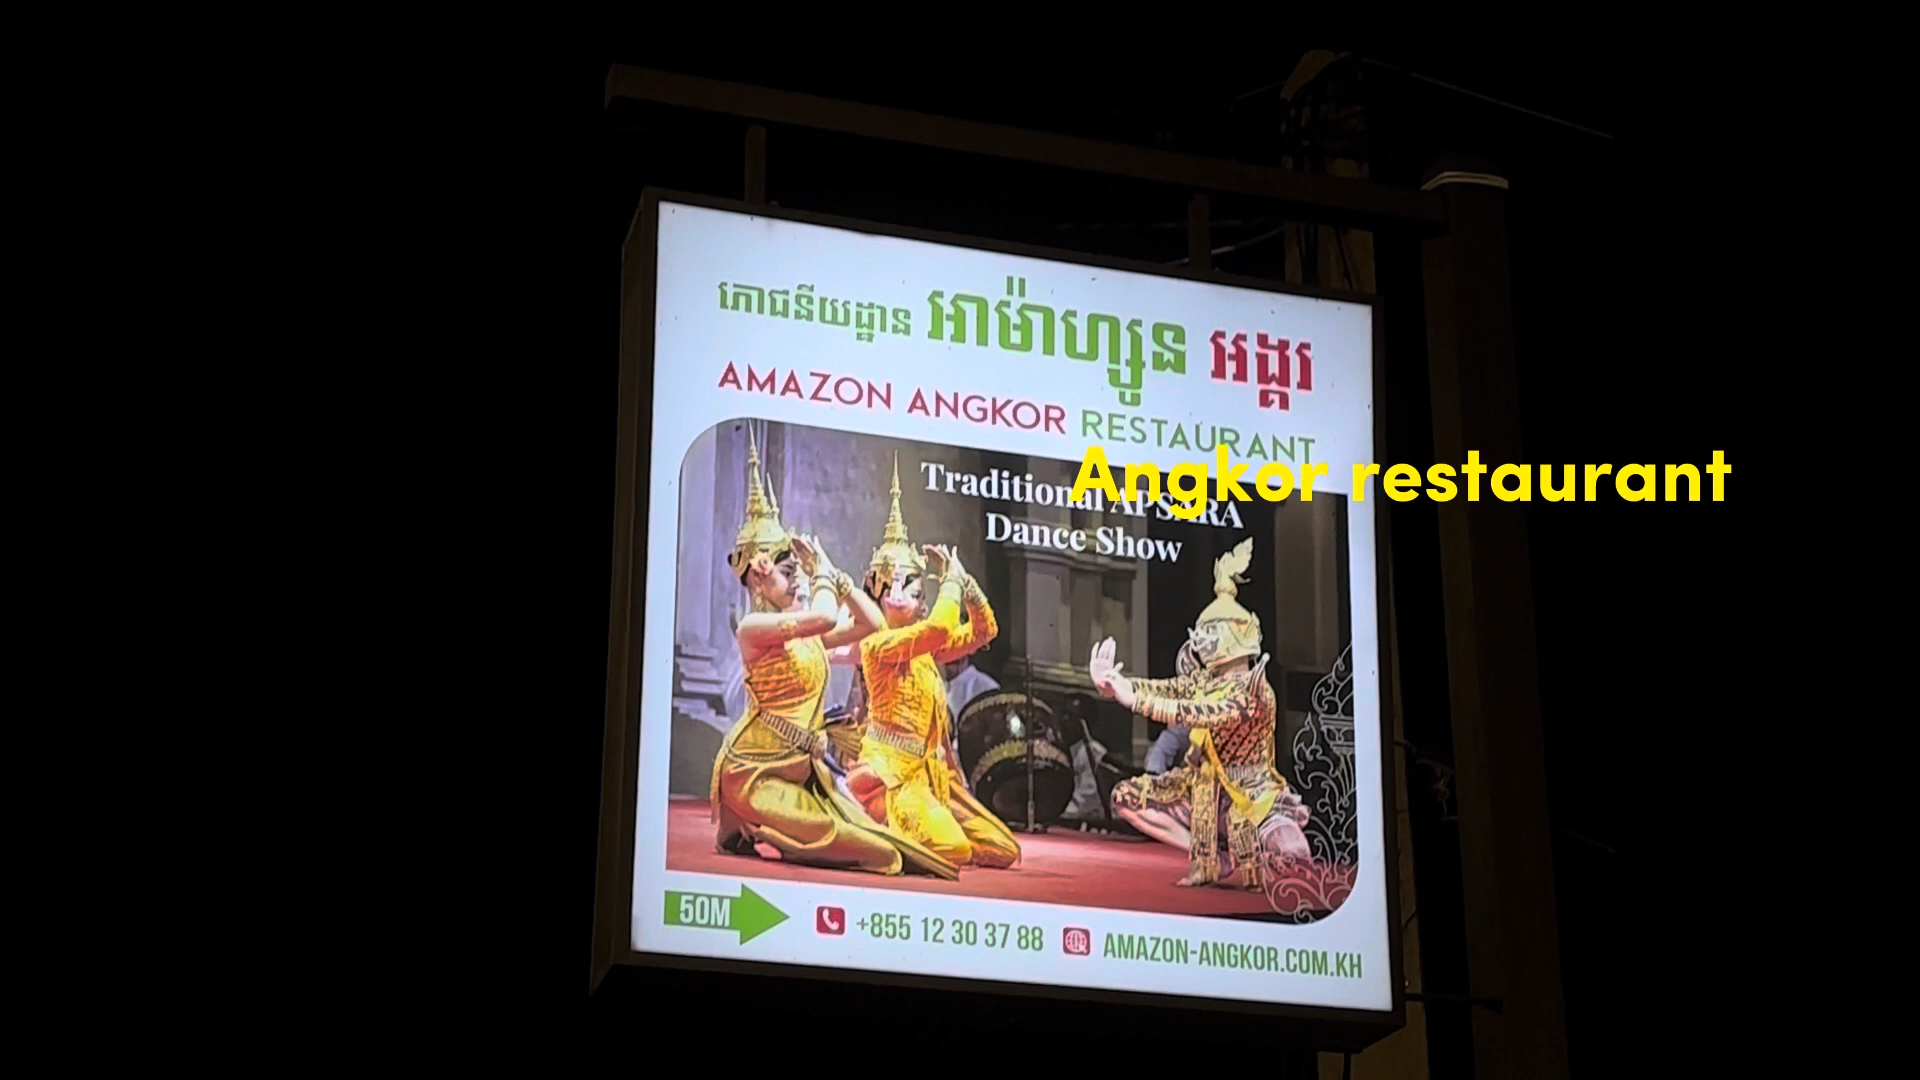 ភោជនីយដ្ឋាន អាម៉ាហ្សូន អង្គរ
AMAZON ANGKOR RESTAURANT
Angkor restaurant
Traditional APSARA
Dance Show
50M
+855 12 30 37 88
AMAZON-ANGKOR.COM.KH